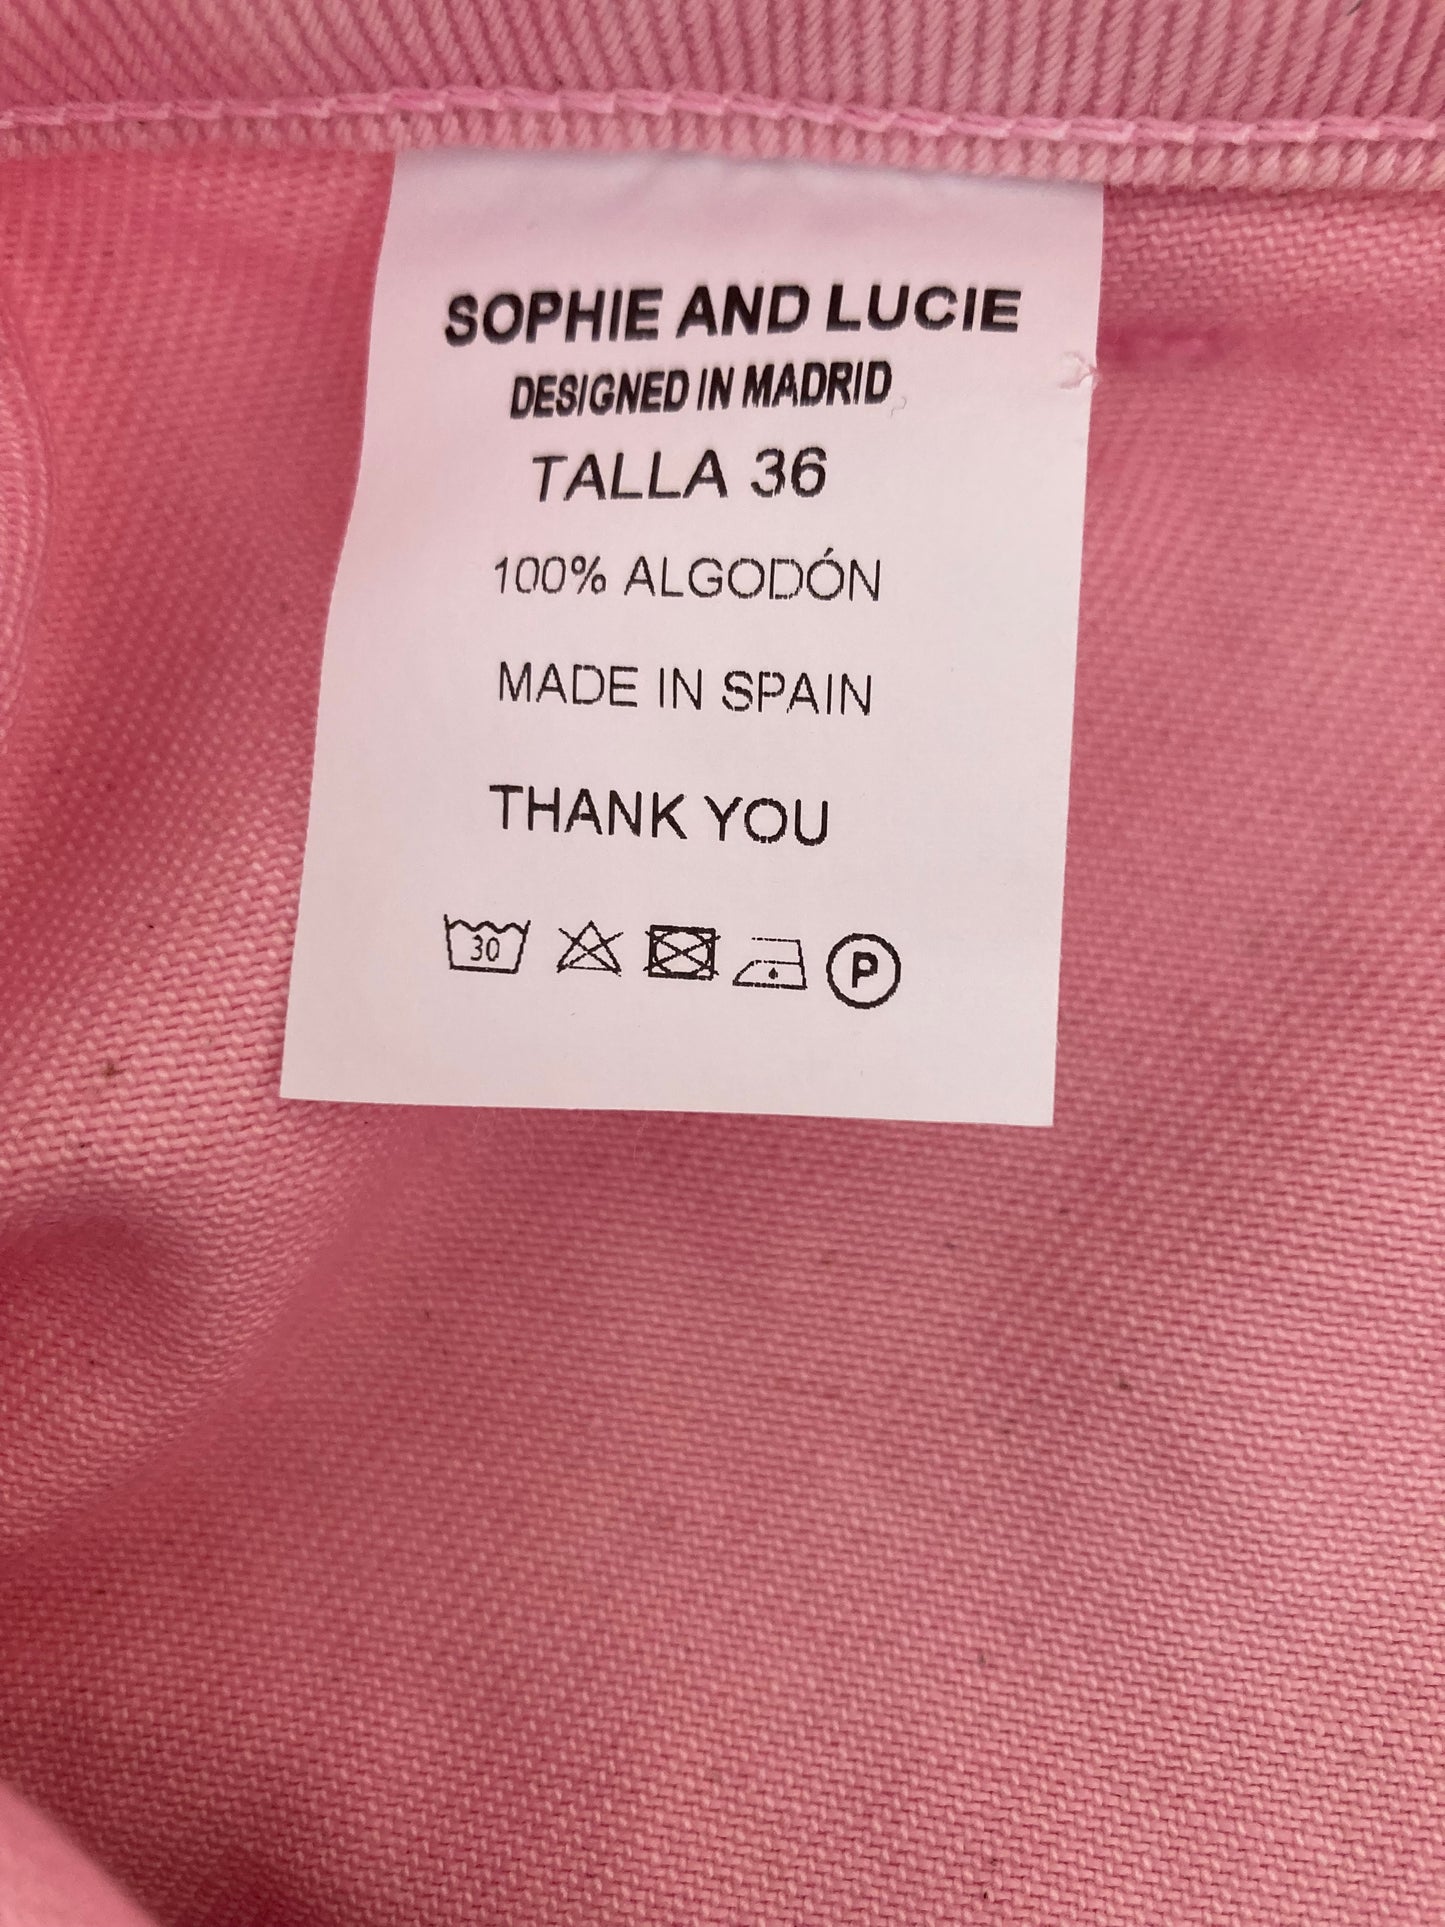 SOPHIE AND LUCIE
DESIGNED IN MADRID
TALLA 36
100% ALGODÓN
MADE IN SPAIN
THANK YOU
30 P